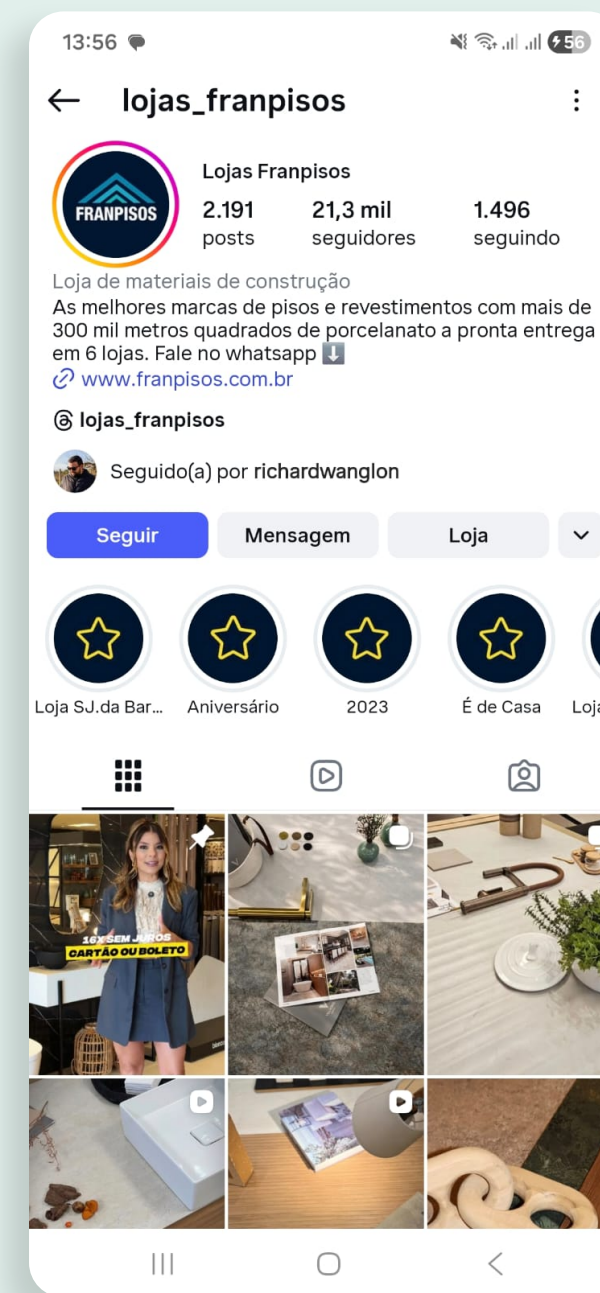 13:56
56
lojas_franpisos
FRANPISOS
Lojas Franpisos
2.191
21,3 mil
1.496
posts
seguidores
seguindo
Loja de materiais de construção
As melhores marcas de pisos e revestimentos com mais de
300 mil metros quadrados de porcelanato a pronta entrega
em 6 lojas. Fale no whatsapp ⬇️
www.franpisos.com.br
lojas_franpisos
Seguido(a) por richardwanglon
Seguir
Mensagem
Loja
Loja SJ.da Bar...
Aniversário
2023
É de Casa
Loja
16X SEM JUROS
CARTÃO OU BOLETO